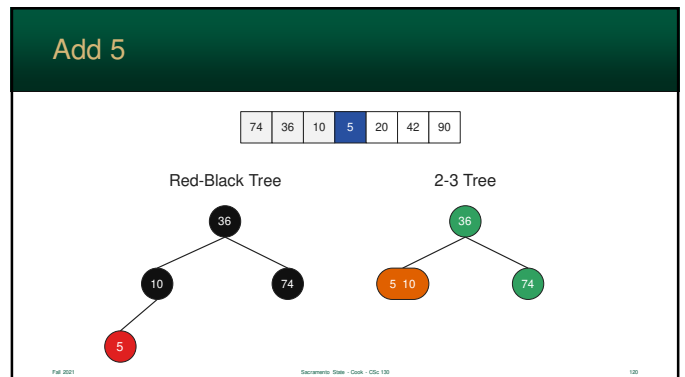 Add 5
74 36 10 5 20 42 90
Red-Black Tree 2-3 Tree
36 36
10 74 5 10 74
5
Fall 2021 Sacramento State - Cook - CSc 130 120